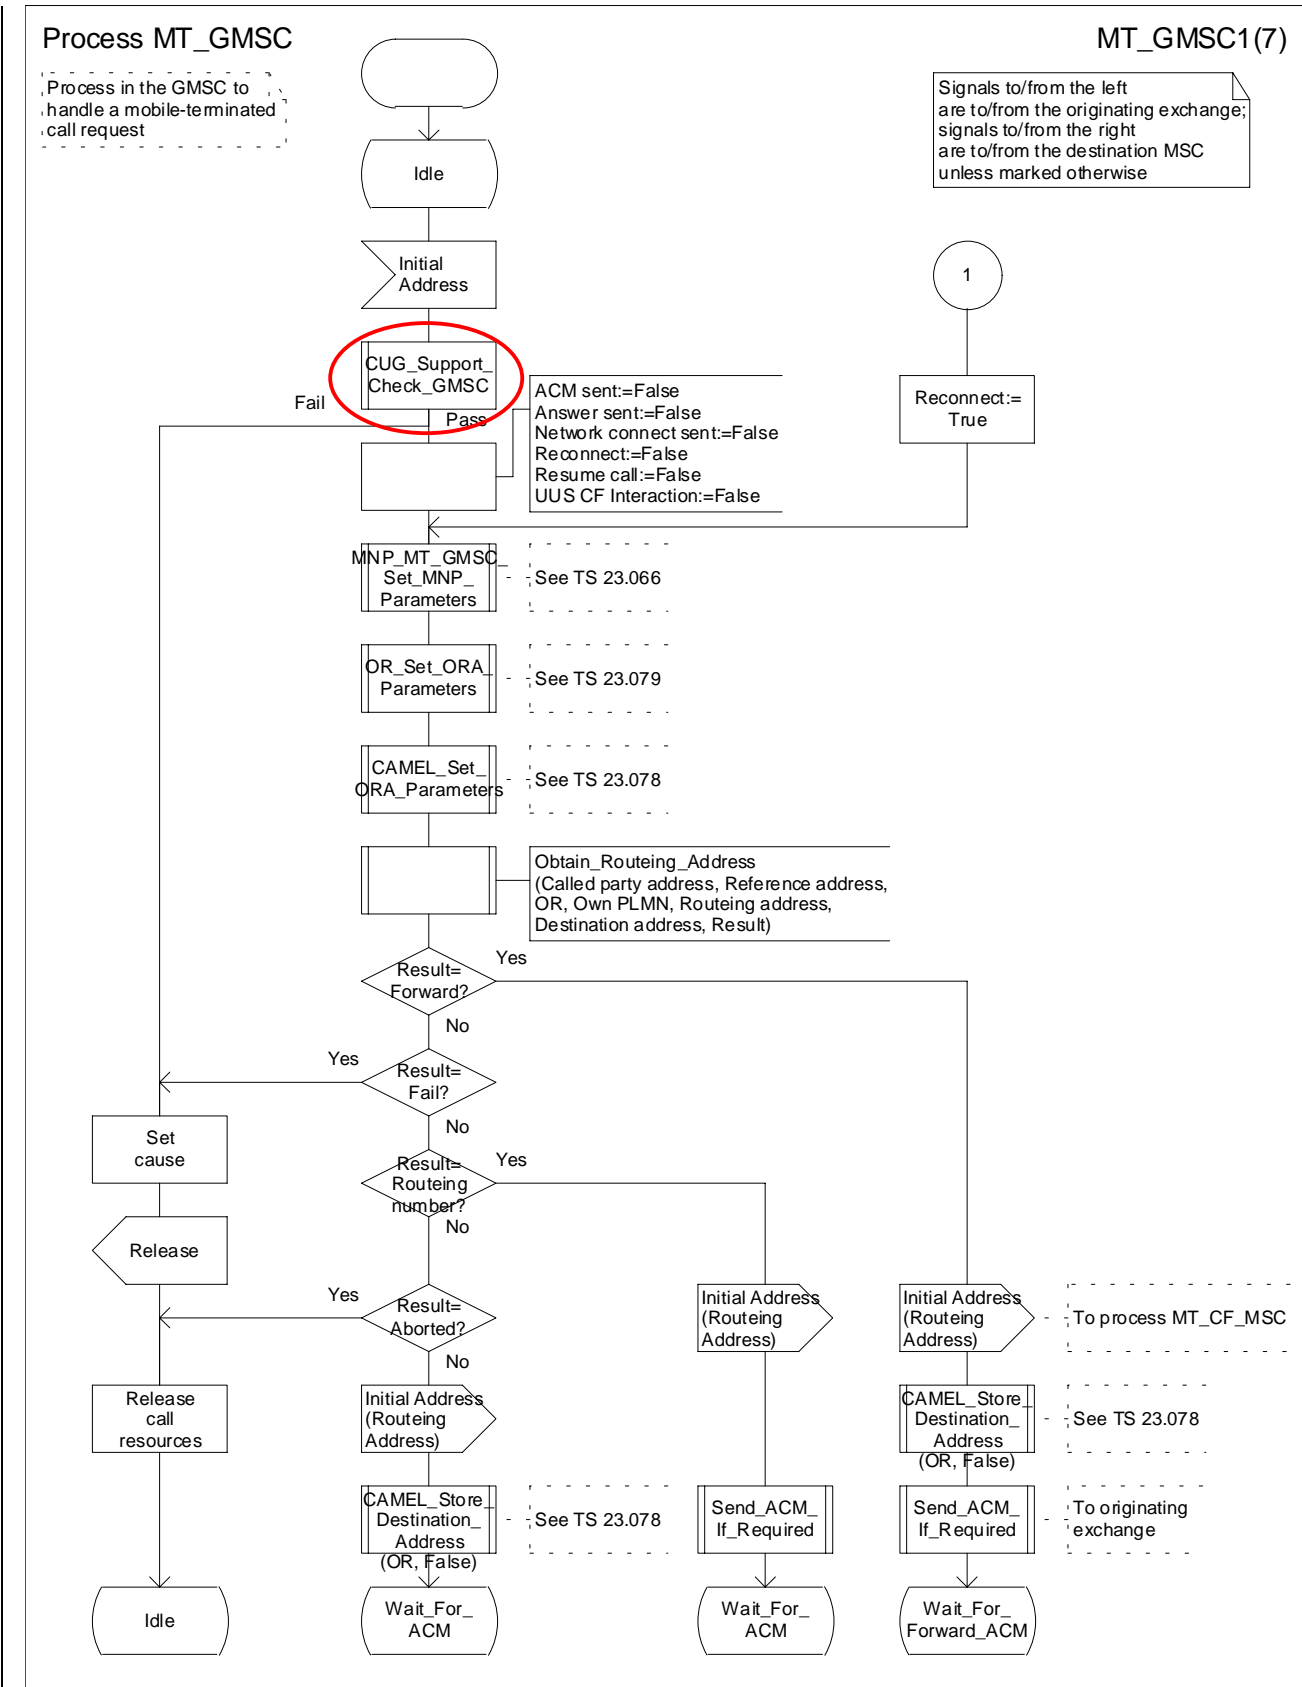 Process MT_GMSC
MT_GMSC1(7)
Process in the GMSC to
handle a mobile-terminated
call request
Signals to/from the left
are to/from the originating exchange;
signals to/from the right
are to/from the destination MSC
unless marked otherwise
Idle
Initial
Address
1
CUG_Support_
Check_GMSC
Fail
Pass
ACM sent:=False
Answer sent:=False
Network connect sent:=False
Reconnect:=False
Resume call:=False
UUS CF Interaction:=False
Reconnect:=
True
MNP_MT_GMSC_
Set_MNP_
Parameters
See TS 23.066
OR_Set_ORA_
Parameters
See TS 23.079
CAMEL_Set_
ORA_Parameters
See TS 23.078
Obtain_Routeing_Address
(Called party address, Reference address,
OR, Own PLMN, Routeing address,
Destination address, Result)
Result=
Forward?
Yes
No
Result=
Fail?
Yes
No
Set
cause
Result=
Routeing
number?
Yes
No
Release
Result=
Aborted?
Yes
No
Initial Address
(Routeing
Address)
Initial Address
(Routeing
Address)
To process MT_CF_MSC
Release
call
resources
Initial Address
(Routeing
Address)
CAMEL_Store_
Destination_
Address
(OR, False)
See TS 23.078
CAMEL_Store_
Destination_
Address
(OR, False)
See TS 23.078
Send_ACM_
If_Required
Send_ACM_
If_Required
To originating
exchange
Idle
Wait_For_
ACM
Wait_For_
ACM
Wait_For_
Forward_ACM